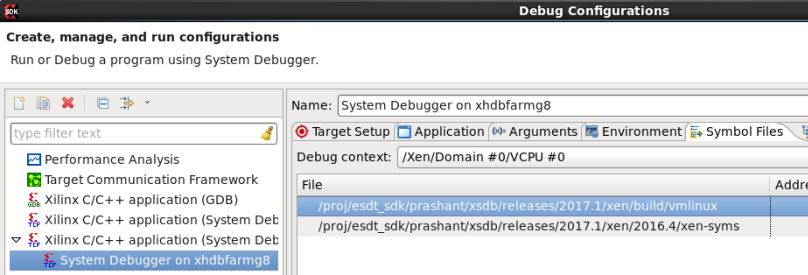 SDK
Debug Configurations
Create, manage, and run configurations
Run or Debug a program using System Debugger.
Name: System Debugger on xhdbfarmg8
type filter text
Target Setup Application Arguments Environment Symbol Files
Performance Analysis
Debug context: /Xen/Domain #0/VCPU #0
Target Communication Framework
File Addre
Xilinx C/C++ application (GDB)
/proj/esdt_sdk/prashant/xsdb/releases/2017.1/xen/build/vmlinux
Xilinx C/C++ application (System Deb
/proj/esdt_sdk/prashant/xsdb/releases/2017.1/xen/2016.4/xen-syms
Xilinx C/C++ application (System Deb
System Debugger on xhdbfarmg8